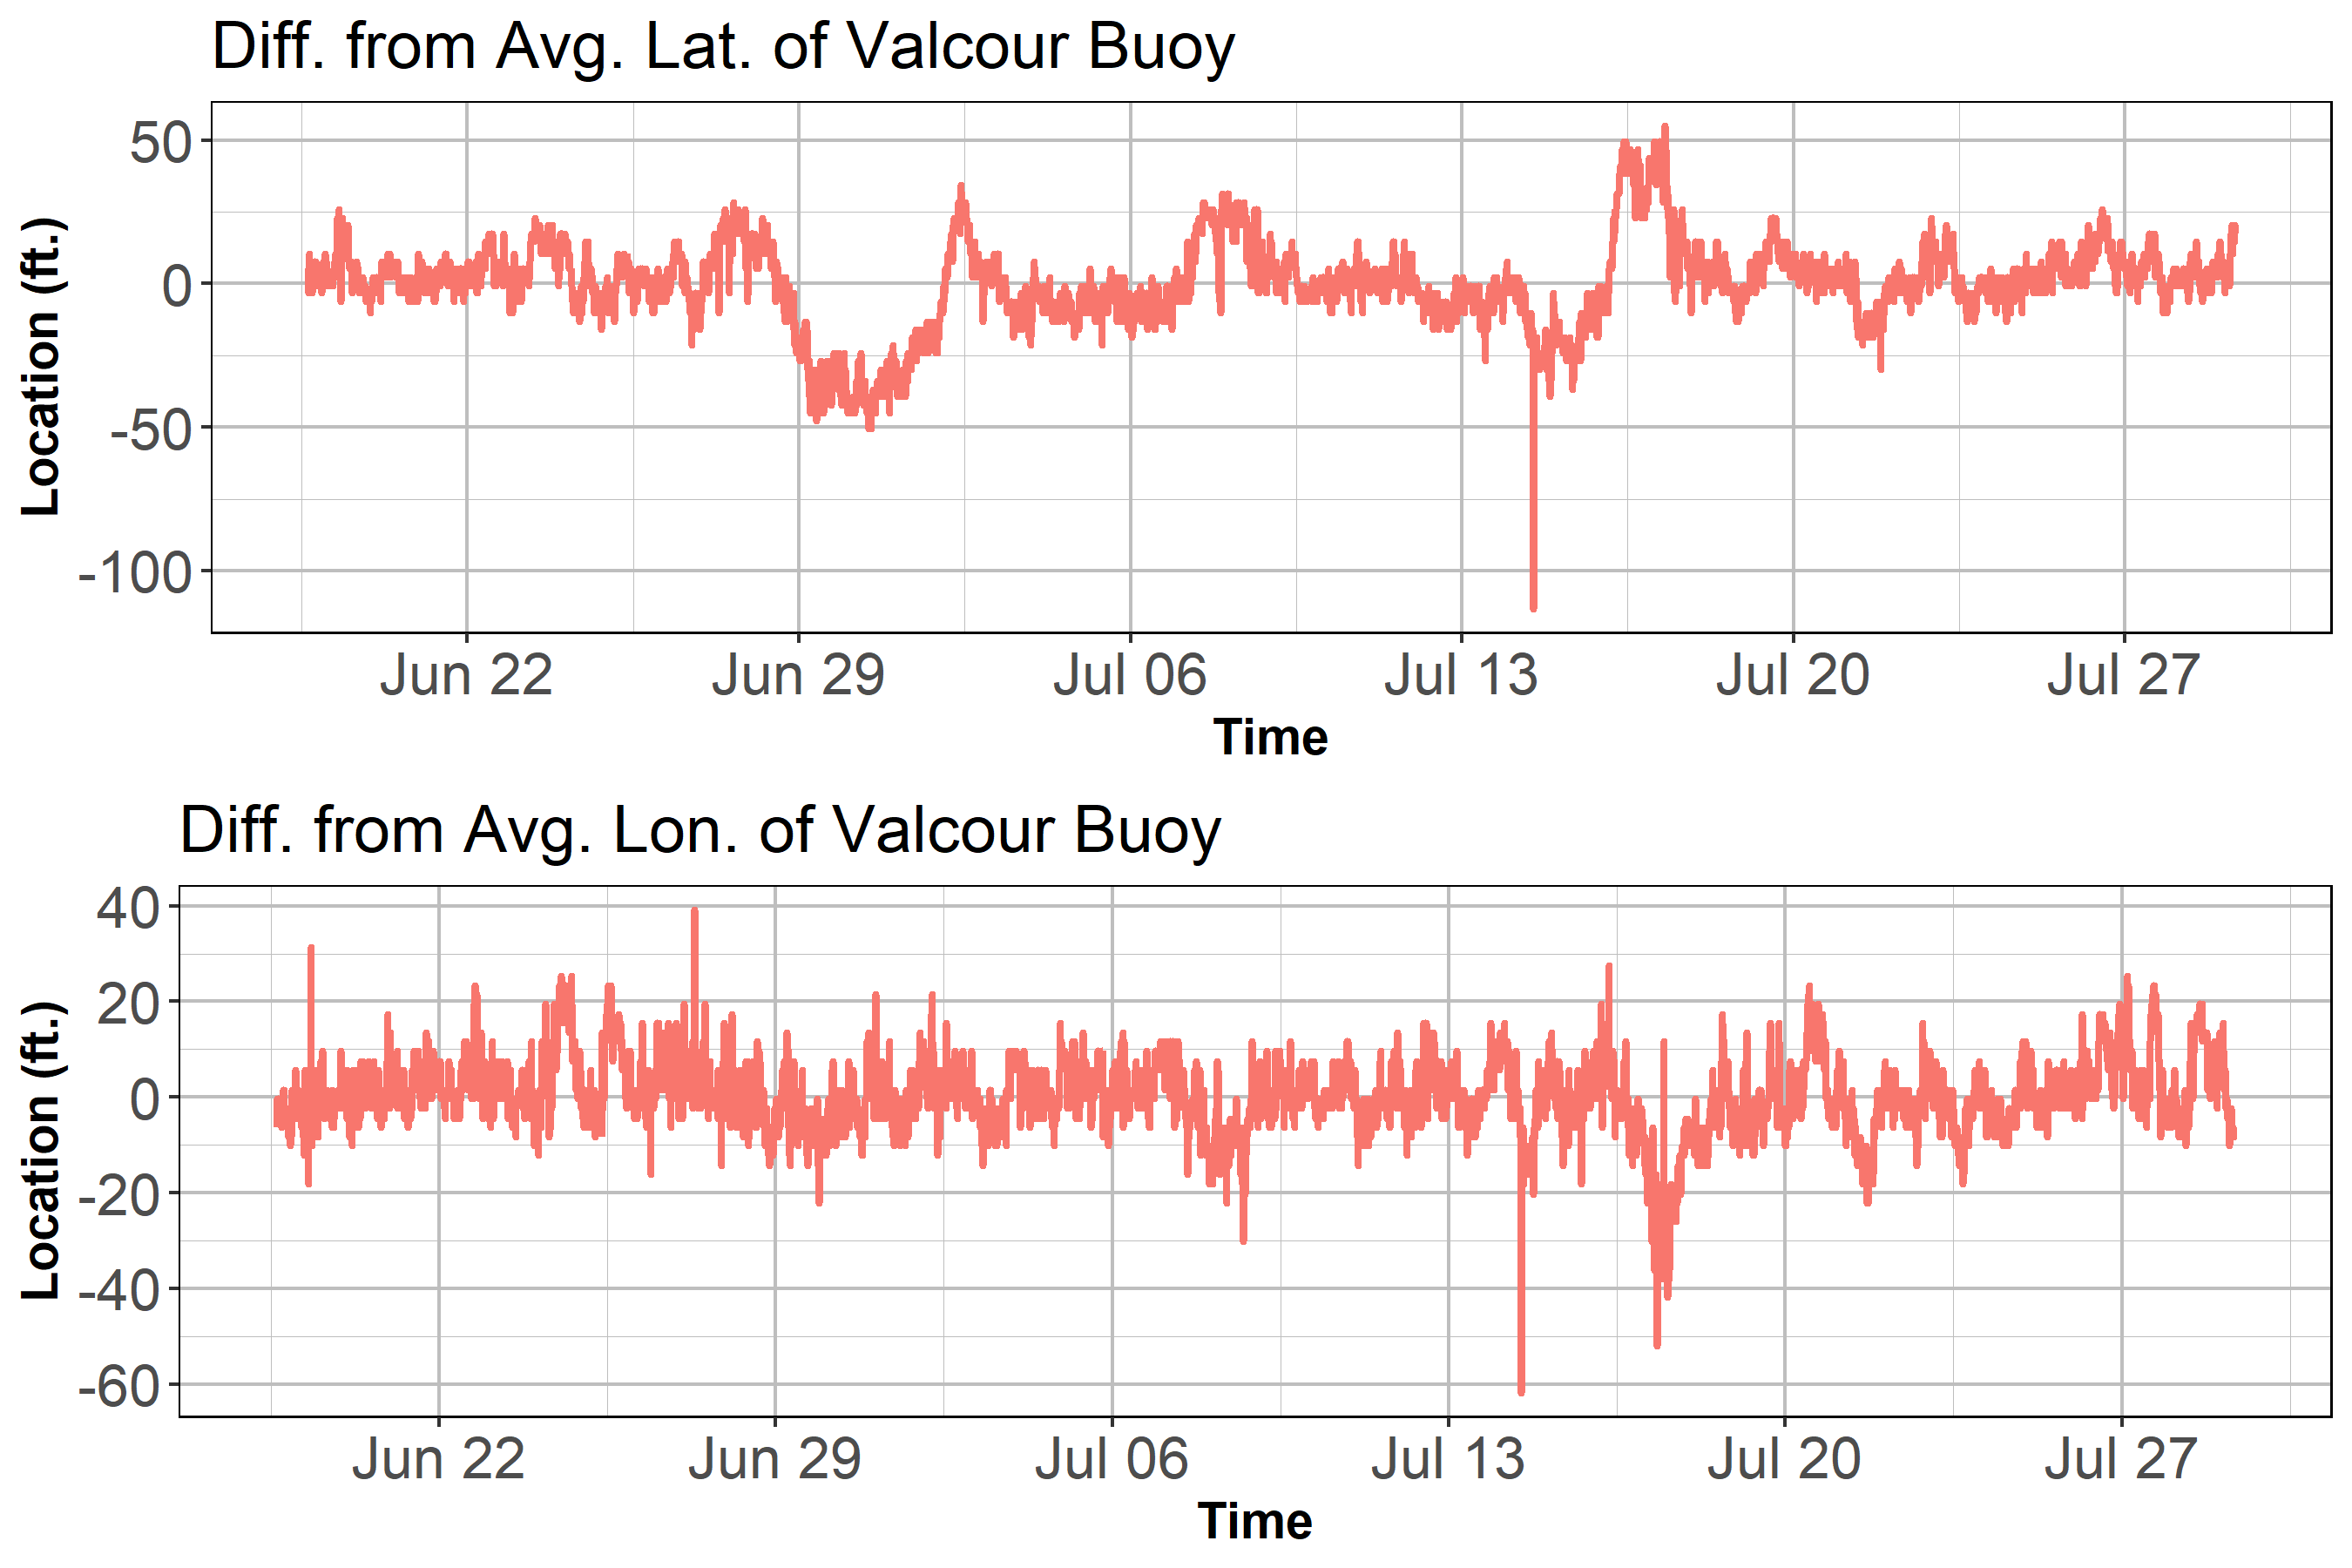 Diff. from Avg. Lat. of Valcour Buoy
Location (ft.)
50
0
-50
-100
Jun 22 Jun 29 Jul 06 Jul 13 Jul 20 Jul 27
Time
Diff. from Avg. Lon. of Valcour Buoy
Location (ft.)
40
20
0
-20
-40
-60
Jun 22 Jun 29 Jul 06 Jul 13 Jul 20 Jul 27
Time